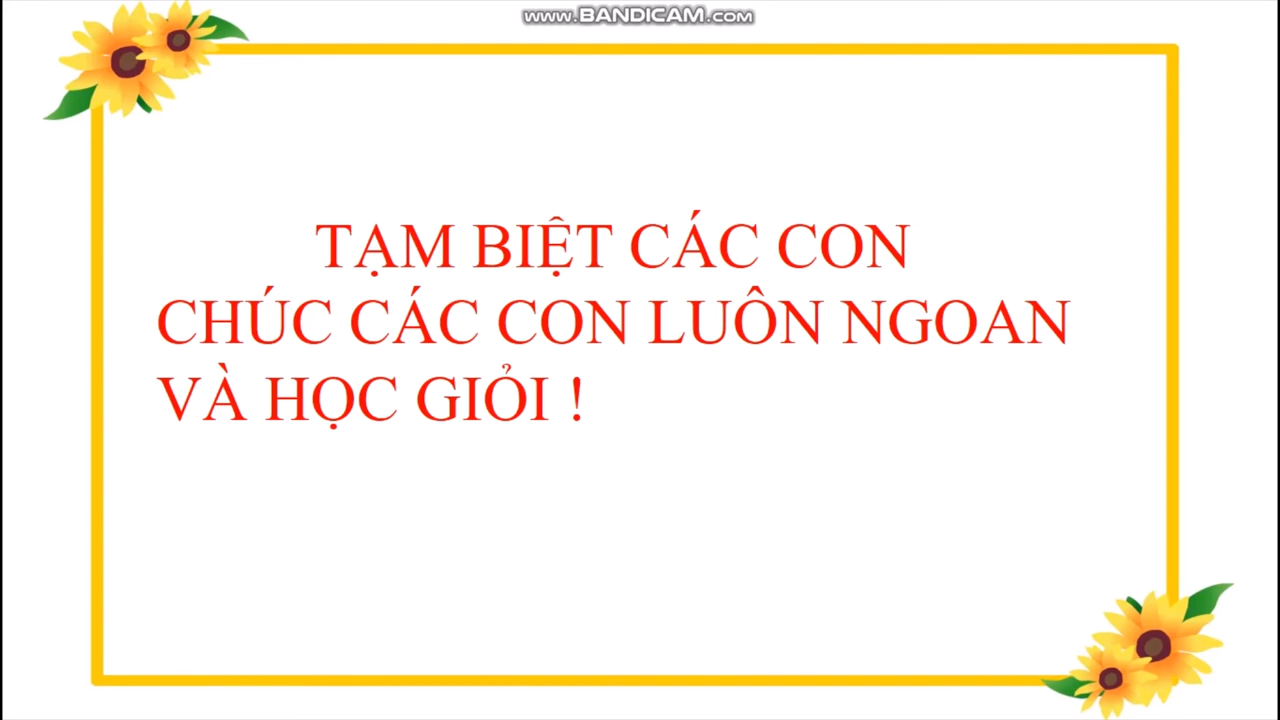 www.BANDICAM.com
TẠM BIỆT CÁC CON
CHÚC CÁC CON LUÔN NGOAN
VÀ HỌC GIỎI !